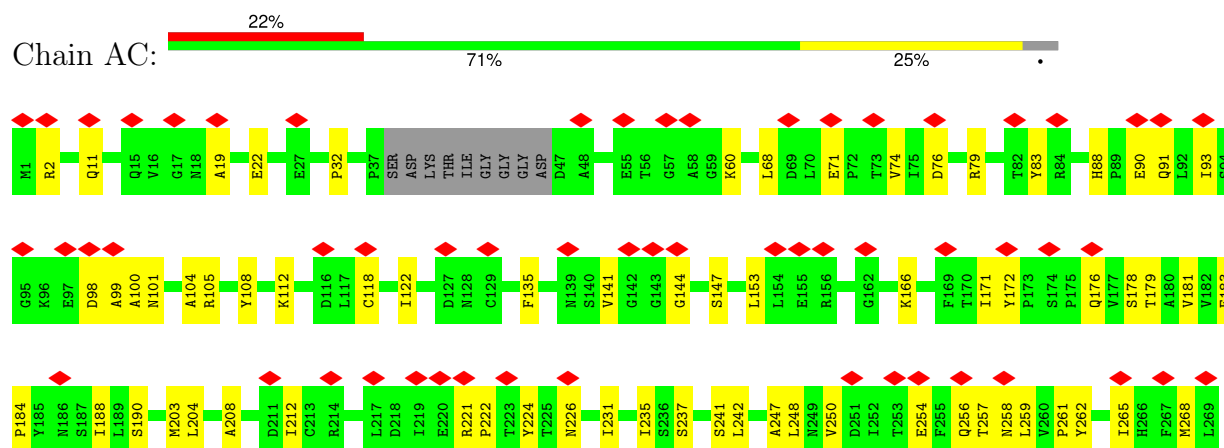 22%
Chain AC:
71% 25% •
M1 R2 Q11 Q15 V16 G17 N18 A19 E22 E27 P32 P37 SER ASP LYS THR ILE GLY GLY GLY ASP D47 A48 E55 T56 G57 A58 G59 K60 L68 D69 L70 E71 P72 T73 V74 I75 D76 R79 T82 Y83 R84 H88 P89 E90 Q91 L92 I93
G95 K96 E97 D98 A99 A100 N101 A104 R105 Y108 K112 D116 L117 C118 I122 D127 N128 C129 F135 N139 S140 V141 G142 G143 G144 S147 L153 L154 E155 R156 G162 K166 F169 T170 I171 Y172 P173 S174 P175 Q176 V177 S178 T179 A180 V181 V182
P184 Y185 N186 S187 I188 L189 S190 M203 L204 A208 D211 I212 C213 R214 L217 D218 I219 E220 R221 P222 T223 Y224 T225 N226 I231 I235 S236 S237 S241 L242 A247 L248 N249 V250 D251 I252 T253 E254 F255 Q256 T257 N258 L259 V260 P261 Y262 I265 H266 F267 M268 L269